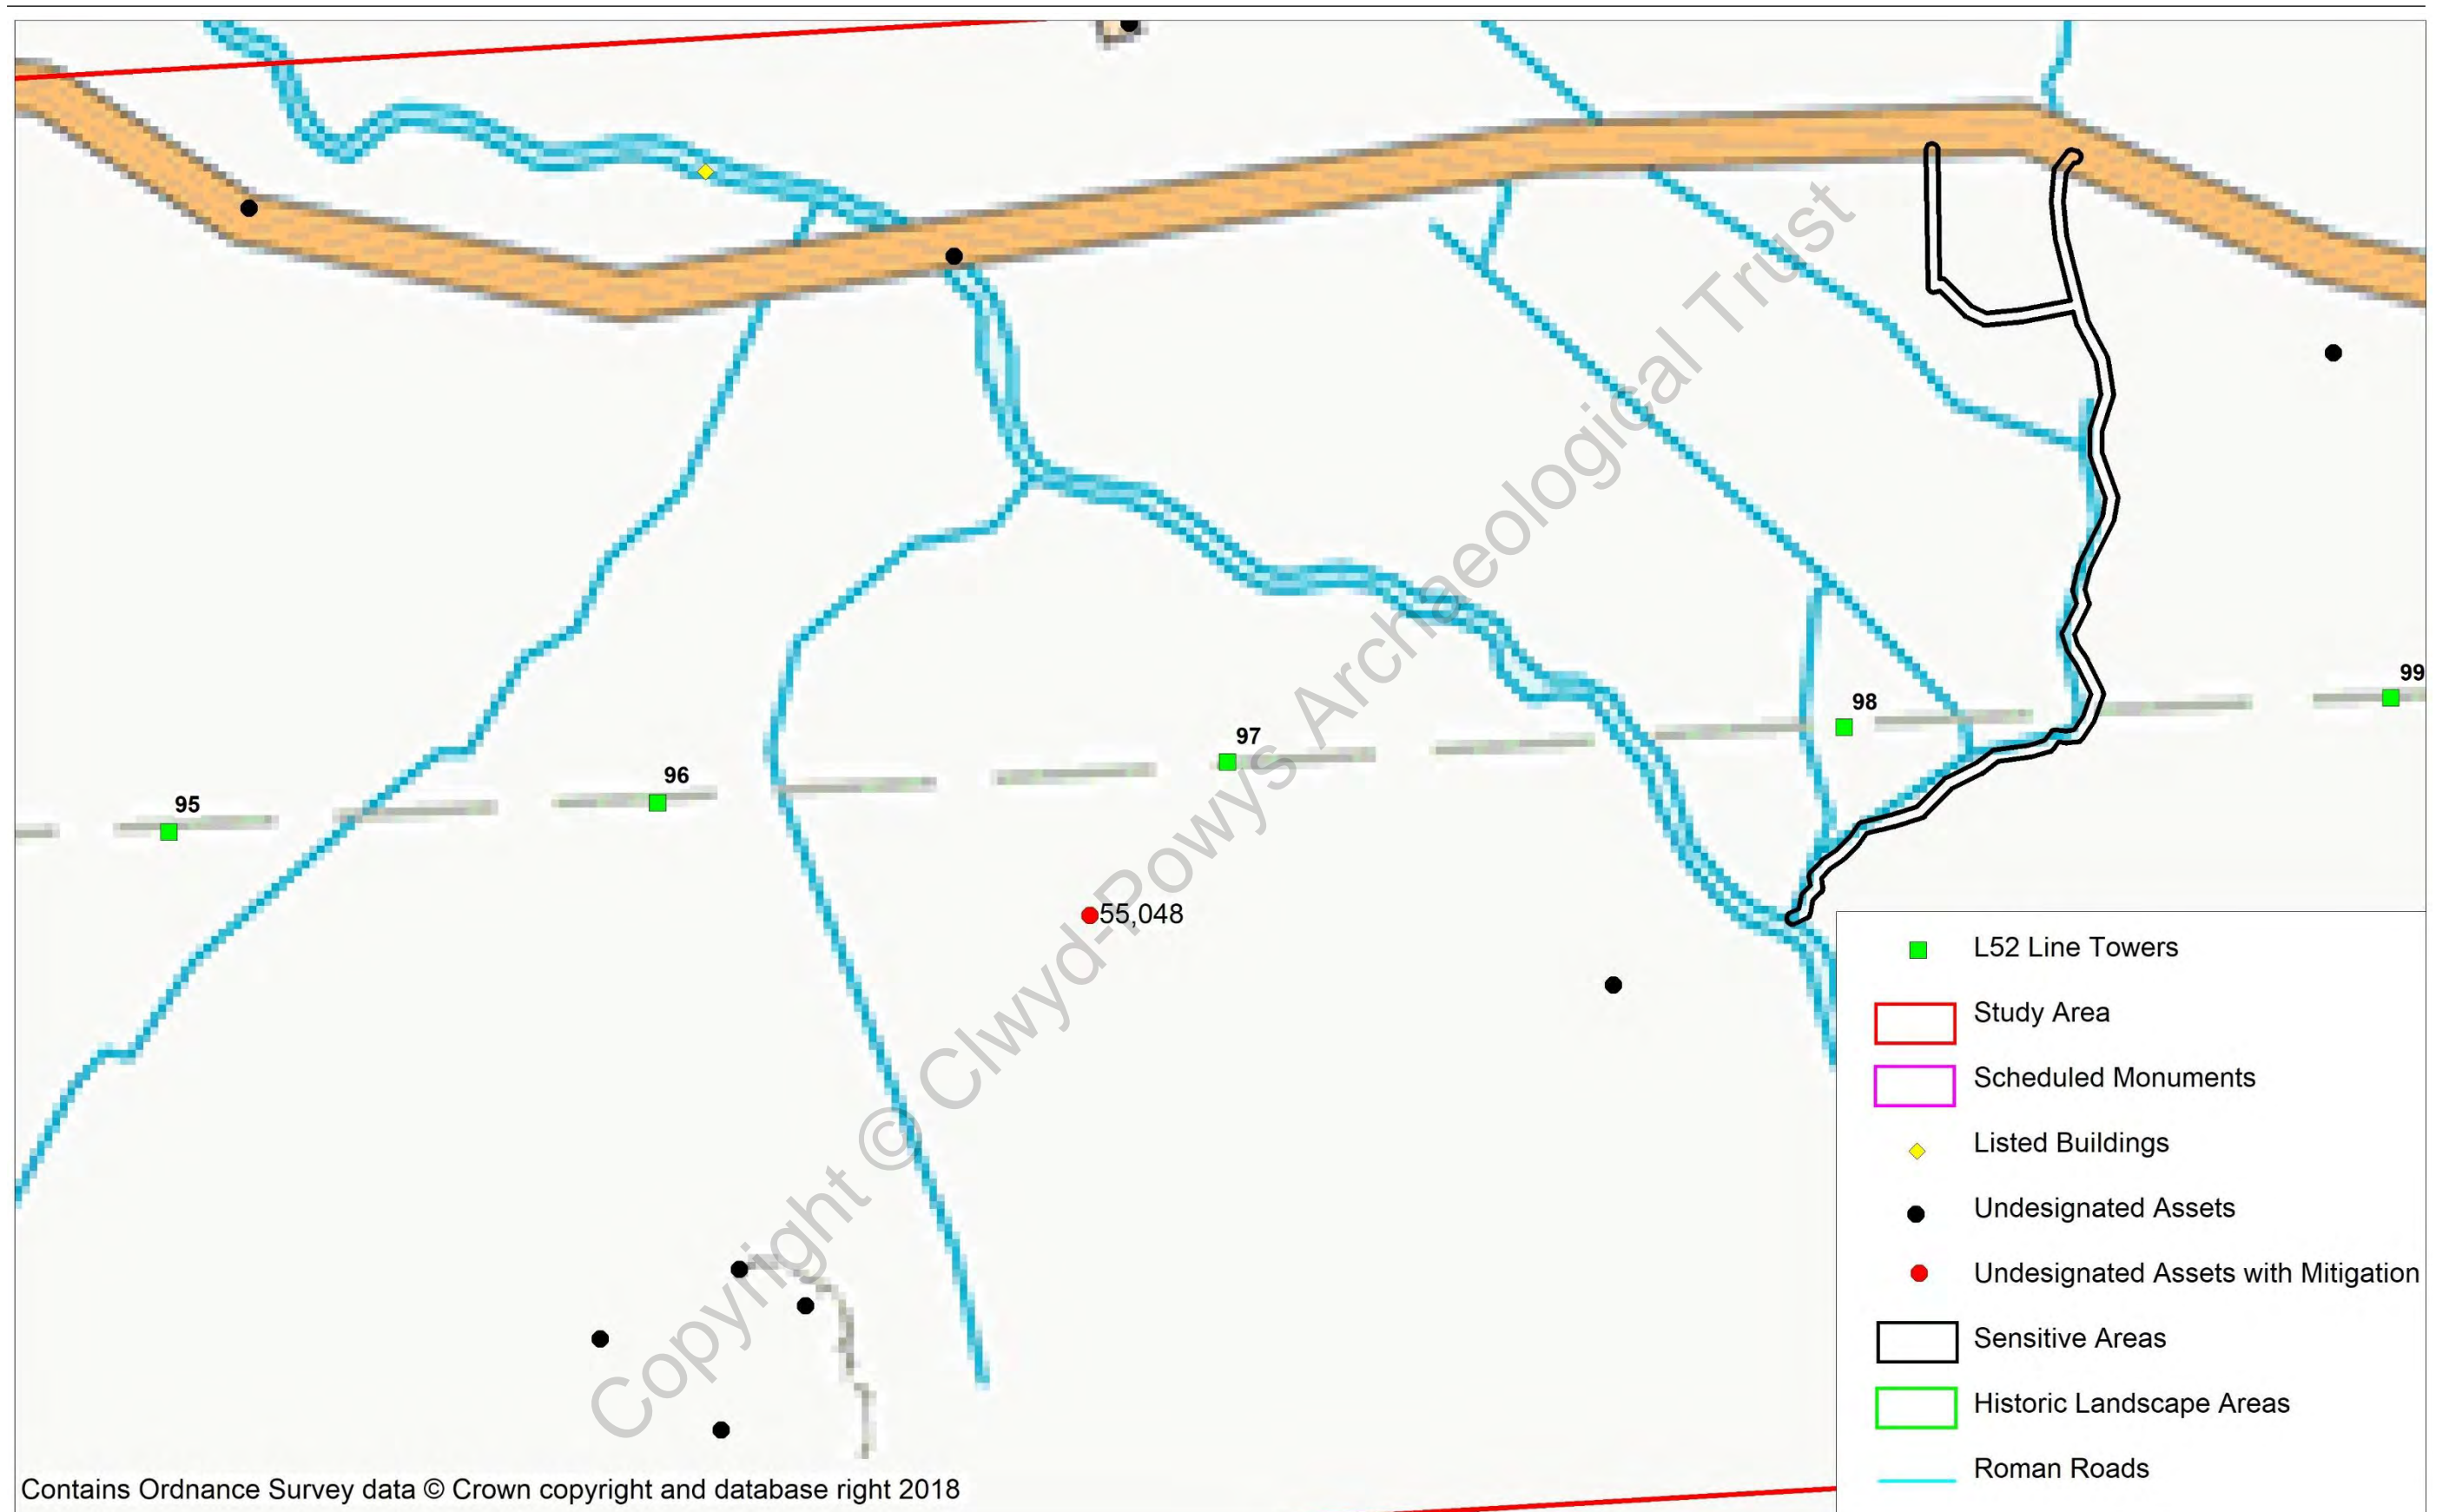 99
98
97
96
95
55,048
Copyright © Clwyd-Powys Archaeological Trust
L52 Line Towers
Study Area
Scheduled Monuments
Listed Buildings
Undesignated Assets
Undesignated Assets with Mitigation
Sensitive Areas
Historic Landscape Areas
Roman Roads
Contains Ordnance Survey data © Crown copyright and database right 2018